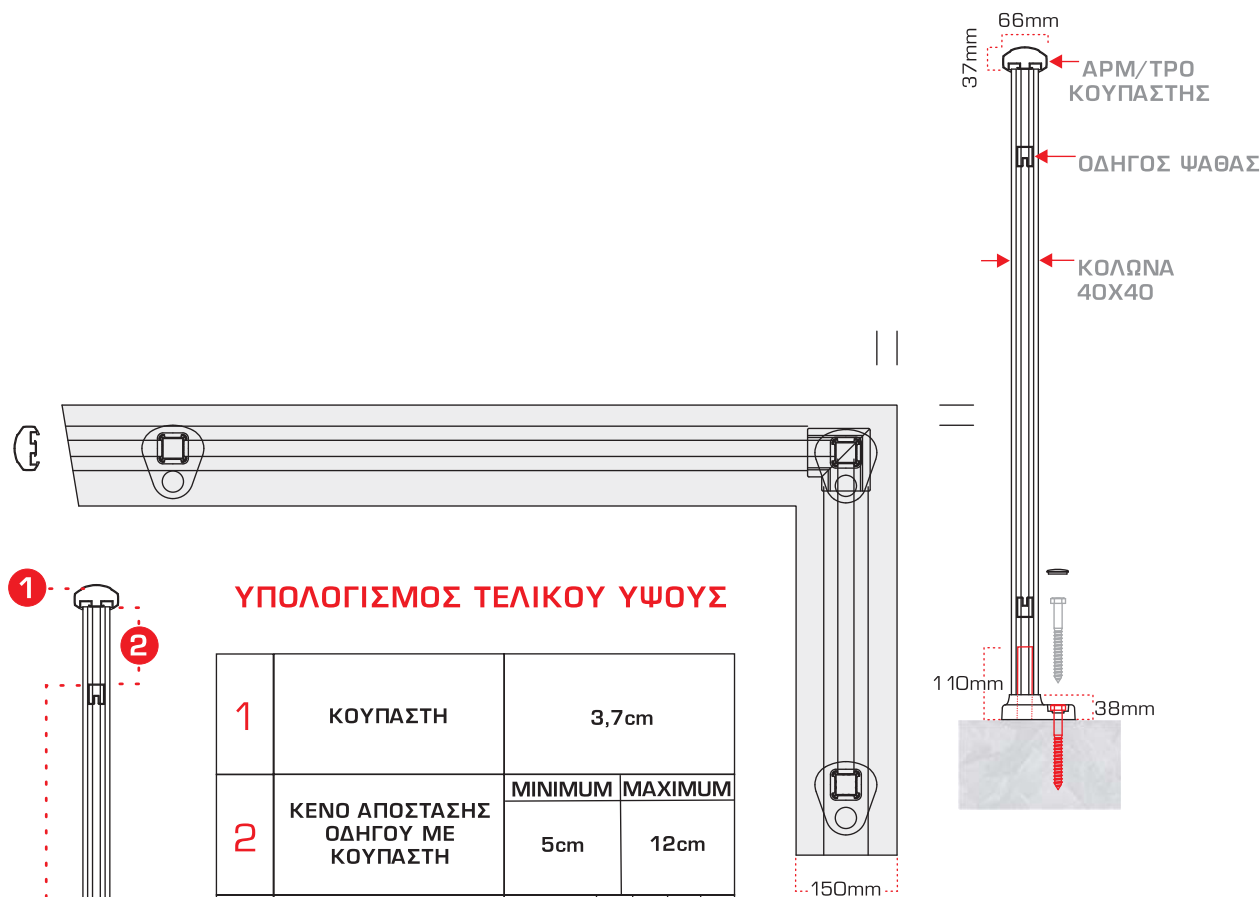 66mm
37mm
ΑΡΜ/ΤΡΟ
ΚΟΥΠΑΣΤΗΣ
ΟΔΗΓΟΣ ΨΑΘΑΣ
ΚΟΛΩΝΑ
40X40
1
2
ΥΠΟΛΟΓΙΣΜΟΣ ΤΕΛΙΚΟΥ ΥΨΟΥΣ
1
ΚΟΥΠΑΣΤΗ
3,7cm
2
ΚΕΝΟ ΑΠΟΣΤΑΣΗΣ
ΟΔΗΓΟΥ ΜΕ
ΚΟΥΠΑΣΤΗ
MINIMUM
MAXIMUM
5cm
12cm
110mm
38mm
150mm